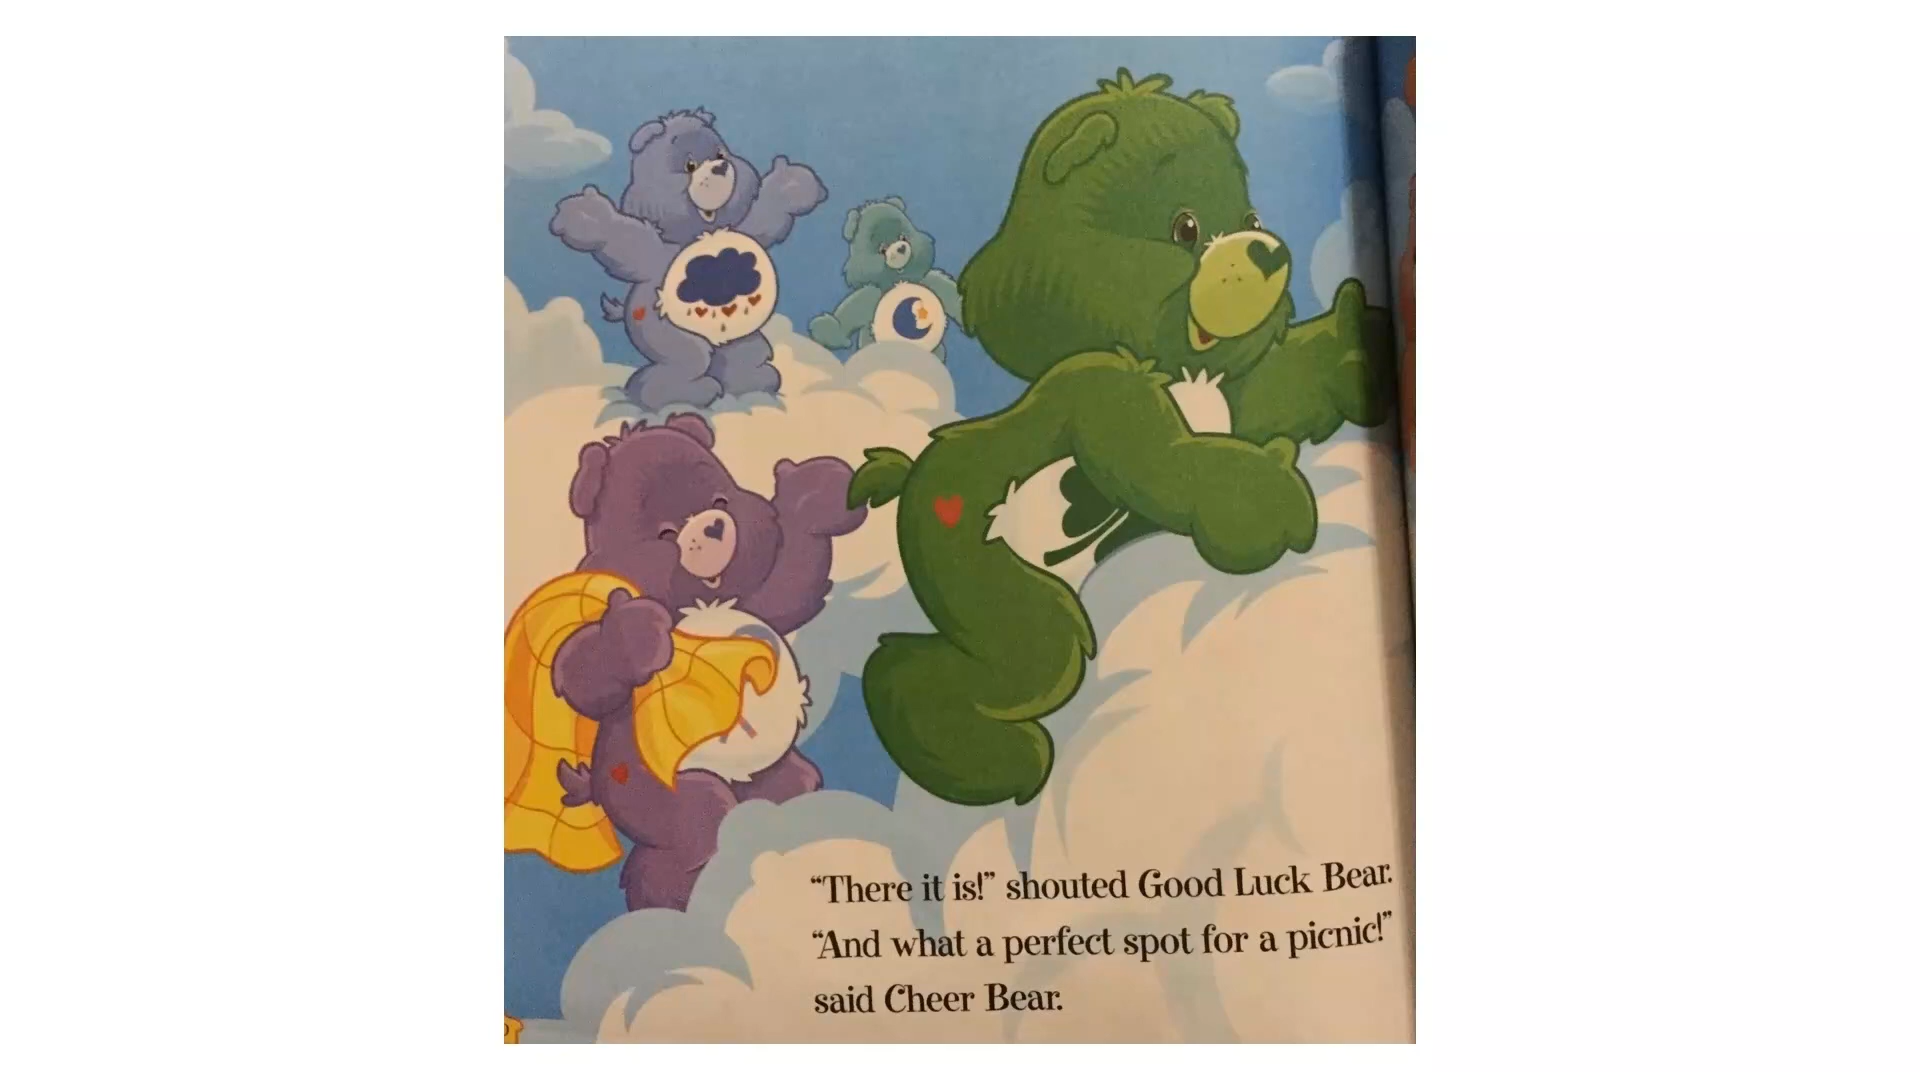 “There it is!” shouted Good Luck Bear.
“And what a perfect spot for a picnic!”
said Cheer Bear.